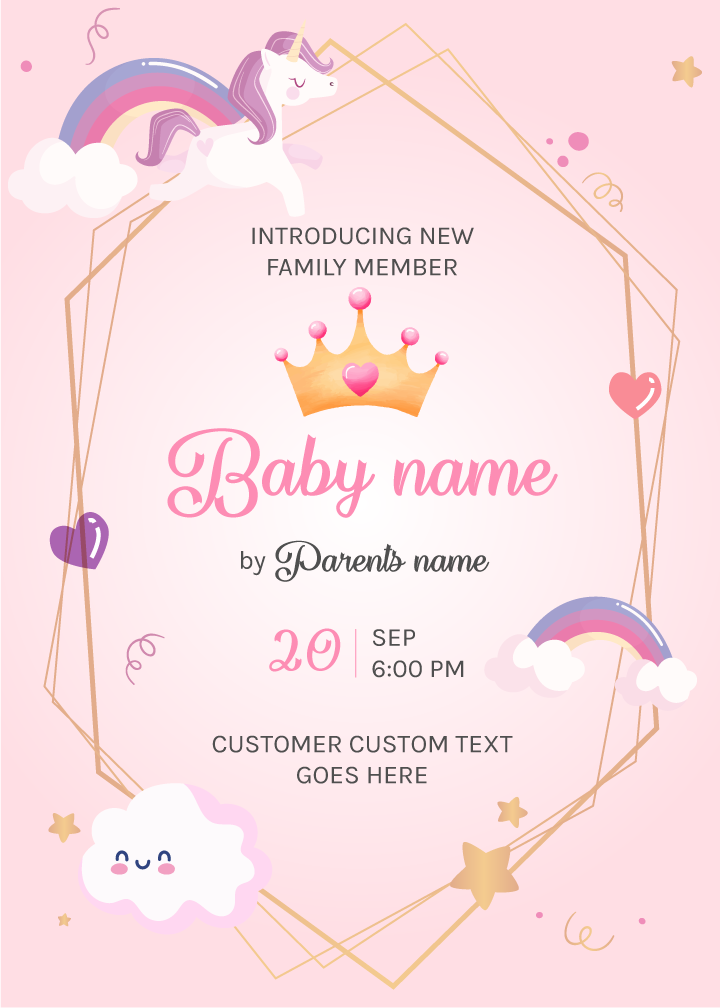 INTRODUCING NEW
FAMILY MEMBER
Baby name
by Parents name
20
SEP
6:00 PM
CUSTOMER CUSTOM TEXT
GOES HERE